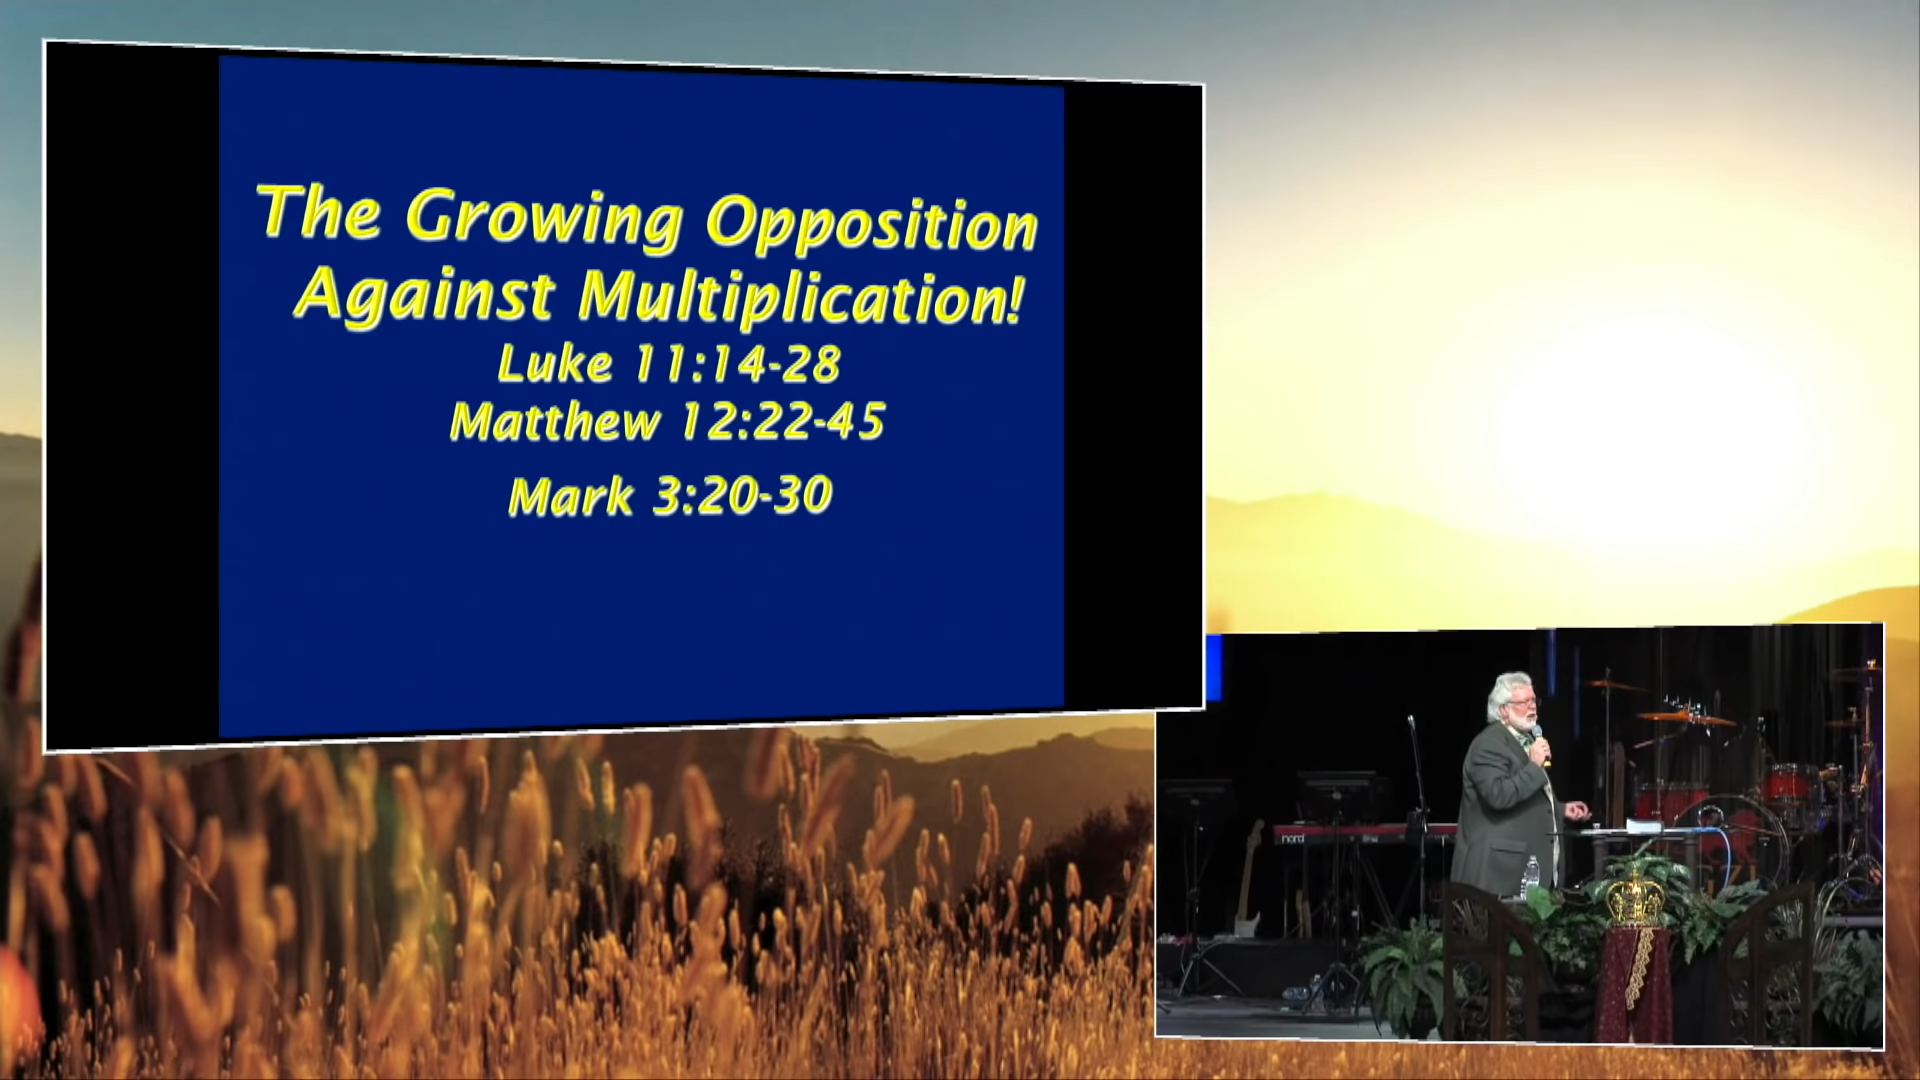 The Growing Opposition
Against Multiplication!
Luke 11:14-28
Matthew 12:22-45
Mark 3:20-30
nord